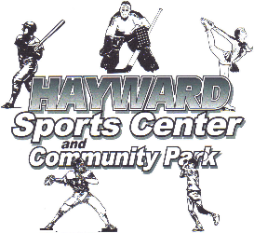 HAYWARD
Sports Center
and
Community Park